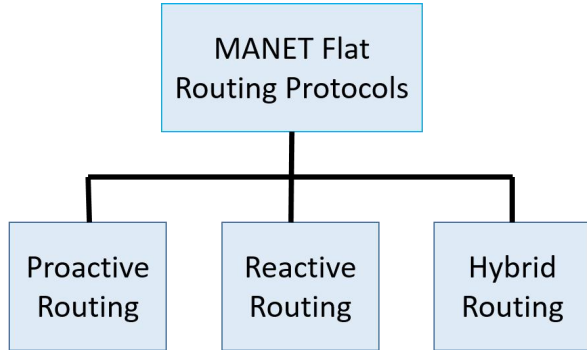 MANET Flat
Routing Protocols
Proactive
Routing
Reactive
Routing
Hybrid
Routing